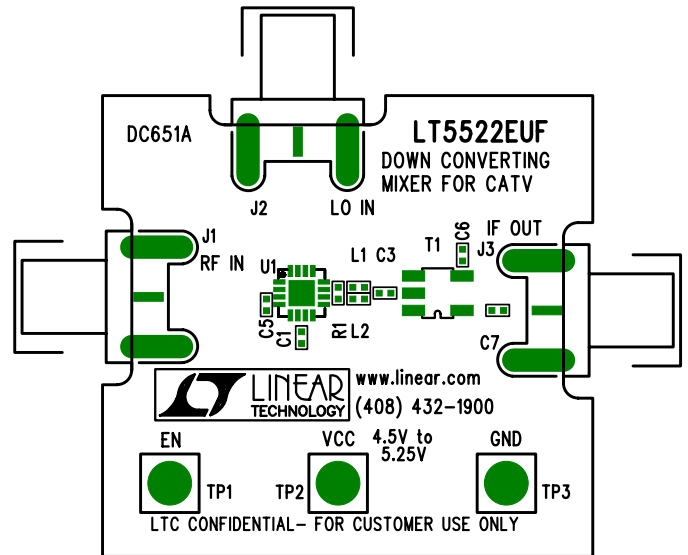 DC651A
LT5522EUF
DOWN CONVERTING
MIXER FOR CATV
J2
LO IN
J1
RF IN
U1
L1
C3
T1
C6
IF OUT
J3
C5
C1
R1
L2
C7
LINEAR
TECHNOLOGY
www.linear.com
(408) 432-1900
EN
VCC
4.5V to
5.25V
GND
TP1
TP2
TP3
LTC CONFIDENTIAL- FOR CUSTOMER USE ONLY